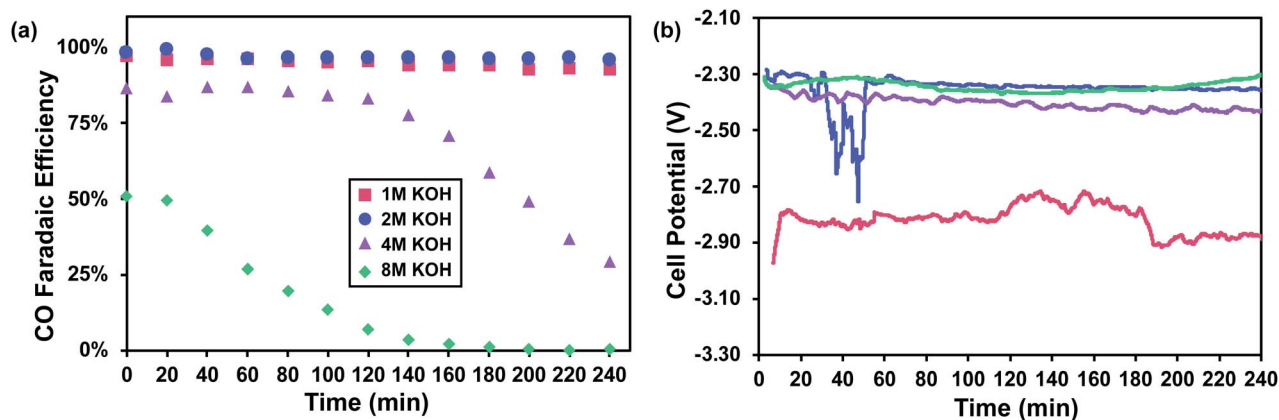 (a)
CO Faradaic Efficiency
100%
75%
50%
25%
0%
1M KOH
2M KOH
4M KOH
8M KOH
0 20 40 60 80 100 120 140 160 180 200 220 240
Time (min)
(b)
Cell Potential (V)
-2.10
-2.30
-2.50
-2.70
-2.90
-3.10
-3.30
0 20 40 60 80 100 120 140 160 180 200 220 240
Time (min)